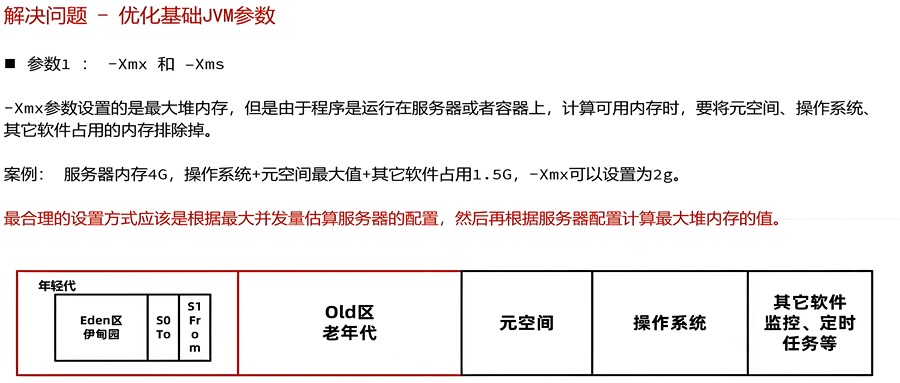 解决问题 - 优化基础JVM参数
■ 参数1 : -Xmx 和 –Xms
-Xmx参数设置的是最大堆内存，但是由于程序是运行在服务器或者容器上，计算可用内存时，要将元空间、操作系统、
其它软件占用的内存排除掉。
案例： 服务器内存4G，操作系统+元空间最大值+其它软件占用1.5G，-Xmx可以设置为2g。
最合理的设置方式应该是根据最大并发量估算服务器的配置，然后再根据服务器配置计算最大堆内存的值。
年轻代
Eden区
伊甸园
S0
To
S1
Fr
o
m
Old区
老年代
元空间
操作系统
其它软件
监控、定时
任务等